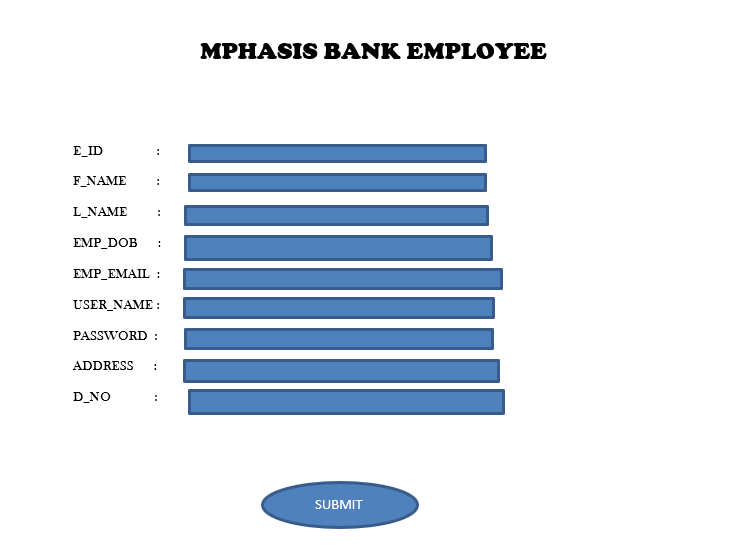 MPHASIS BANK EMPLOYEE
E_ID :
F_NAME :
L_NAME :
EMP_DOB :
EMP_EMAIL :
USER_NAME :
PASSWORD :
ADDRESS :
D_NO :
SUBMIT